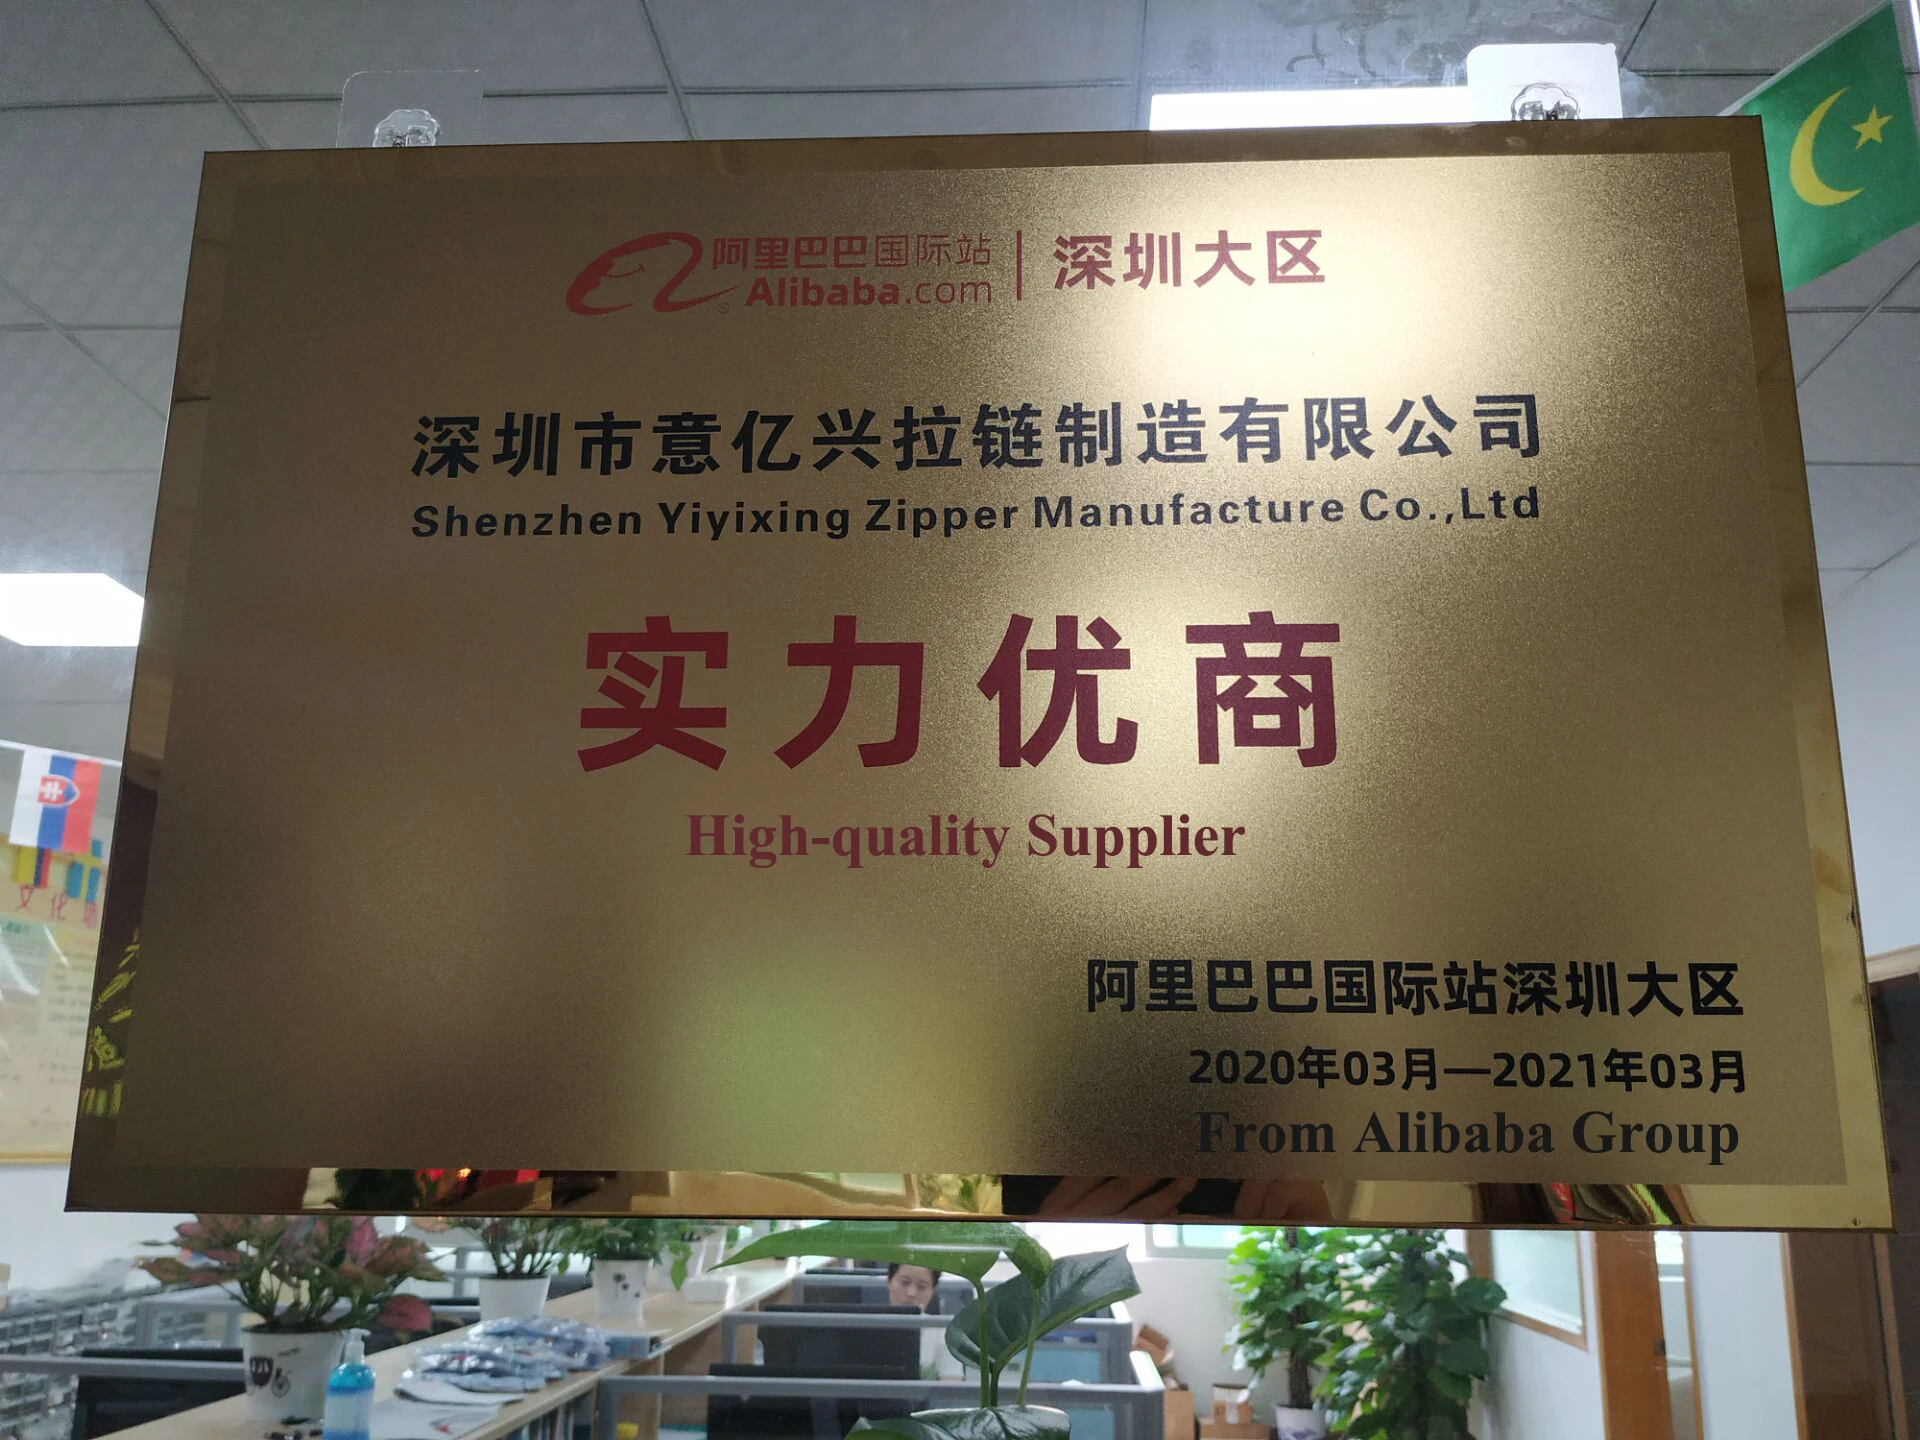 阿里巴巴国际站 | 深圳大区
Alibaba.com
深圳市意亿兴拉链制造有限公司
Shenzhen Yiyixing Zipper Manufacture Co.,Ltd
实力优商
High-quality Supplier
阿里巴巴国际站深圳大区
2020年03月—2021年03月
From Alibaba Group
文化墙